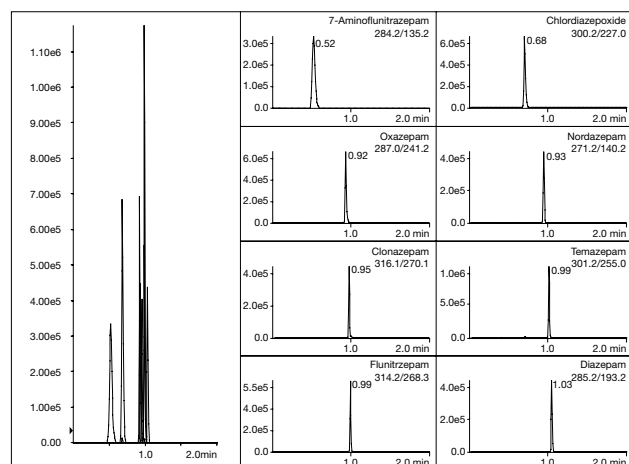 1.10e6
1.00e6
9.00e5
8.00e5
7.00e5
6.00e5
5.00e5
4.00e5
3.00e5
2.00e5
1.00e5
0.00
1.0
2.0min
7-Aminoflunitrazepam
284.2/135.2
0.52
3.0e5
2.0e5
1.0e5
0.0
1.0
2.0 min
Chlordiazepoxide
300.2/227.0
0.68
6.0e5
4.0e5
2.0e5
0.0
1.0
2.0 min
Oxazepam
287.0/241.2
0.92
6.0e5
4.0e5
2.0e5
0.0
1.0
2.0 min
Nordazepam
271.2/140.2
0.93
4.0e5
2.0e5
0.0
1.0
2.0 min
Clonazepam
316.1/270.1
0.95
4.0e5
2.0e5
0.0
1.0
2.0 min
Temazepam
301.2/255.0
0.99
1.0e6
5.0e5
0.0
1.0
2.0 min
Flunitrzepam
314.2/268.3
0.99
5.5e5
4.0e5
2.0e5
0.0
1.0
2.0 min
Diazepam
285.2/193.2
1.03
4.0e5
2.0e5
0.0
1.0
2.0 min